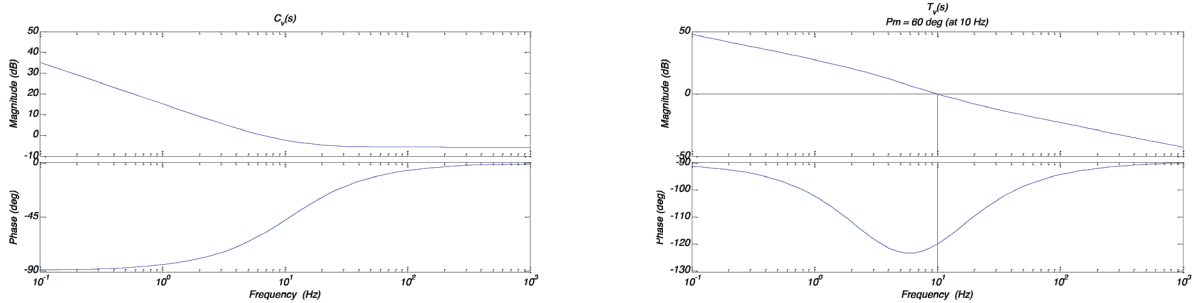 C_v(s)
50
40
30
20
10
0
-10
Magnitude (dB)
0
-45
-90
Phase (deg)
10^-1 10^0 10^1 10^2 10^3
Frequency (Hz)
T_v(s)
Pm = 60 deg (at 10 Hz)
50
0
-50
Magnitude (dB)
-90
-100
-110
-120
-130
Phase (deg)
10^-1 10^0 10^1 10^2 10^3
Frequency (Hz)